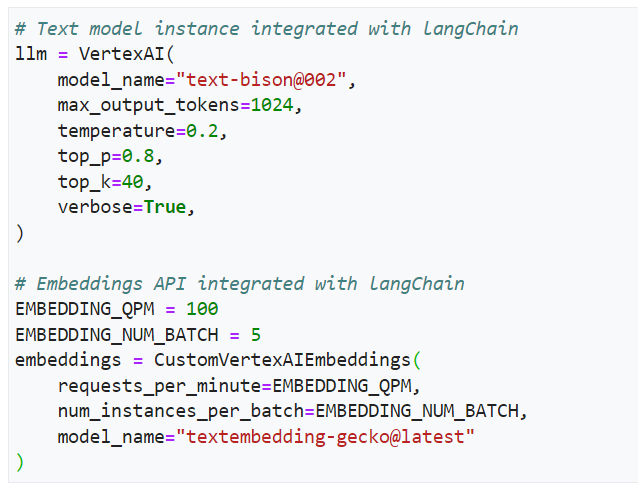 # Text model instance integrated with langChain
llm = VertexAI(
    model_name="text-bison@002",
    max_output_tokens=1024,
    temperature=0.2,
    top_p=0.8,
    top_k=40,
    verbose=True,
)

# Embeddings API integrated with langChain
EMBEDDING_QPM = 100
EMBEDDING_NUM_BATCH = 5
embeddings = CustomVertexAIEmbeddings(
    requests_per_minute=EMBEDDING_QPM,
    num_instances_per_batch=EMBEDDING_NUM_BATCH,
    model_name="textembedding-gecko@latest"
)